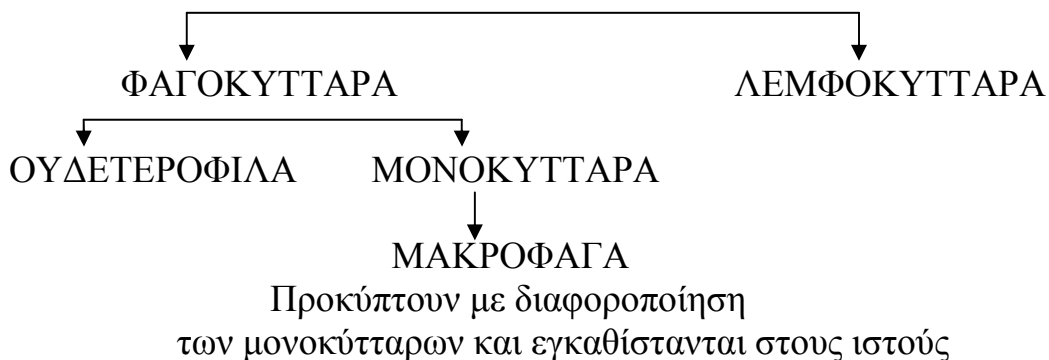 ΦΑΓΟΚΥΤΤΑΡΑ ΛΕΜΦΟΚΥΤΤΑΡΑ
ΟΥΔΕΤΕΡΟΦΙΛΑ ΜΟΝΟΚΥΤΤΑΡΑ
ΜΑΚΡΟΦΑΓΑ
Προκύπτουν με διαφοροποίηση
των μονοκύτταρων και εγκαθίστανται στους ιστούς